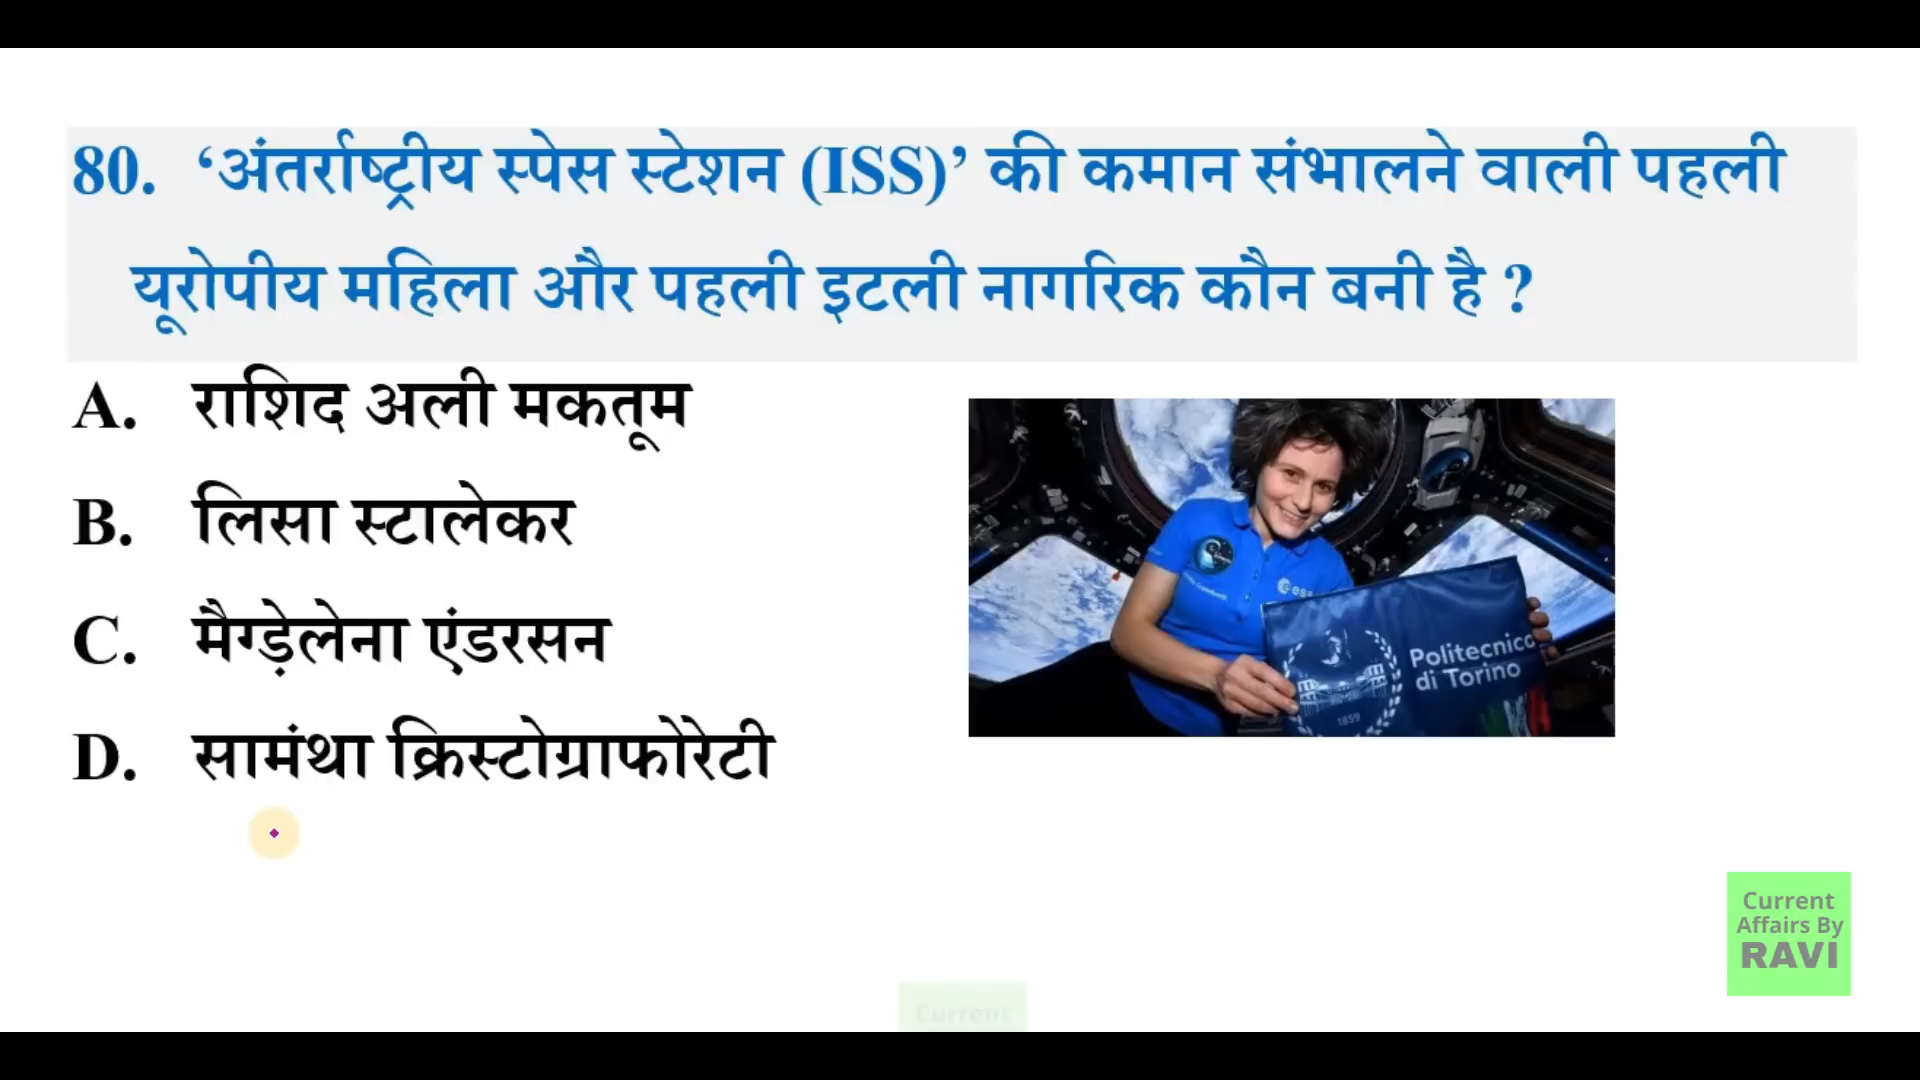 80. ‘अंतर्राष्ट्रीय स्पेस स्टेशन (ISS)’ की कमान संभालने वाली पहली
यूरोपीय महिला और पहली इटली नागरिक कौन बनी है ?
A. राशिद अली मकतूम
B. लिसा स्टालेकर
C. मैग्ड़ेलेना एंडरसन
D. सामंथा क्रिस्टोग्राफोरेटी
esa
Politecnico
di Torino
1859
Current
Affairs By
RAVI
Current